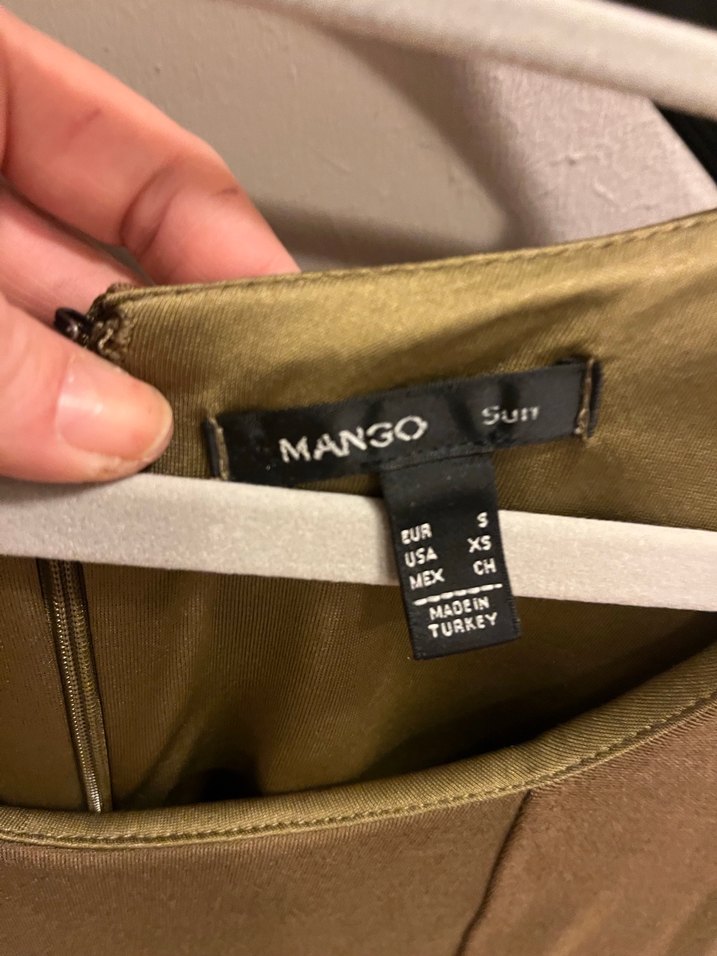 MANGO Suit
EUR S
USA XS
MEX CH
MADE IN
TURKEY